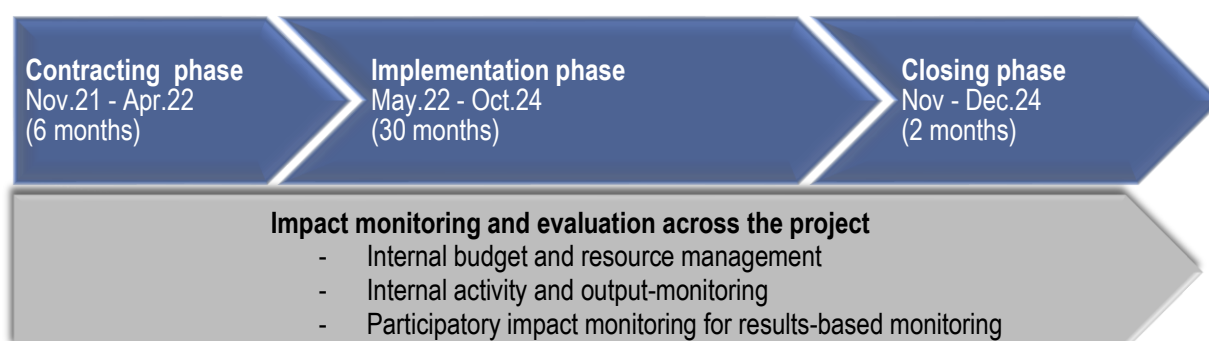 Contracting phase
Nov.21 - Apr.22
(6 months)
Implementation phase
May.22 - Oct.24
(30 months)
Closing phase
Nov - Dec.24
(2 months)
Impact monitoring and evaluation across the project
- Internal budget and resource management
- Internal activity and output-monitoring
- Participatory impact monitoring for results-based monitoring